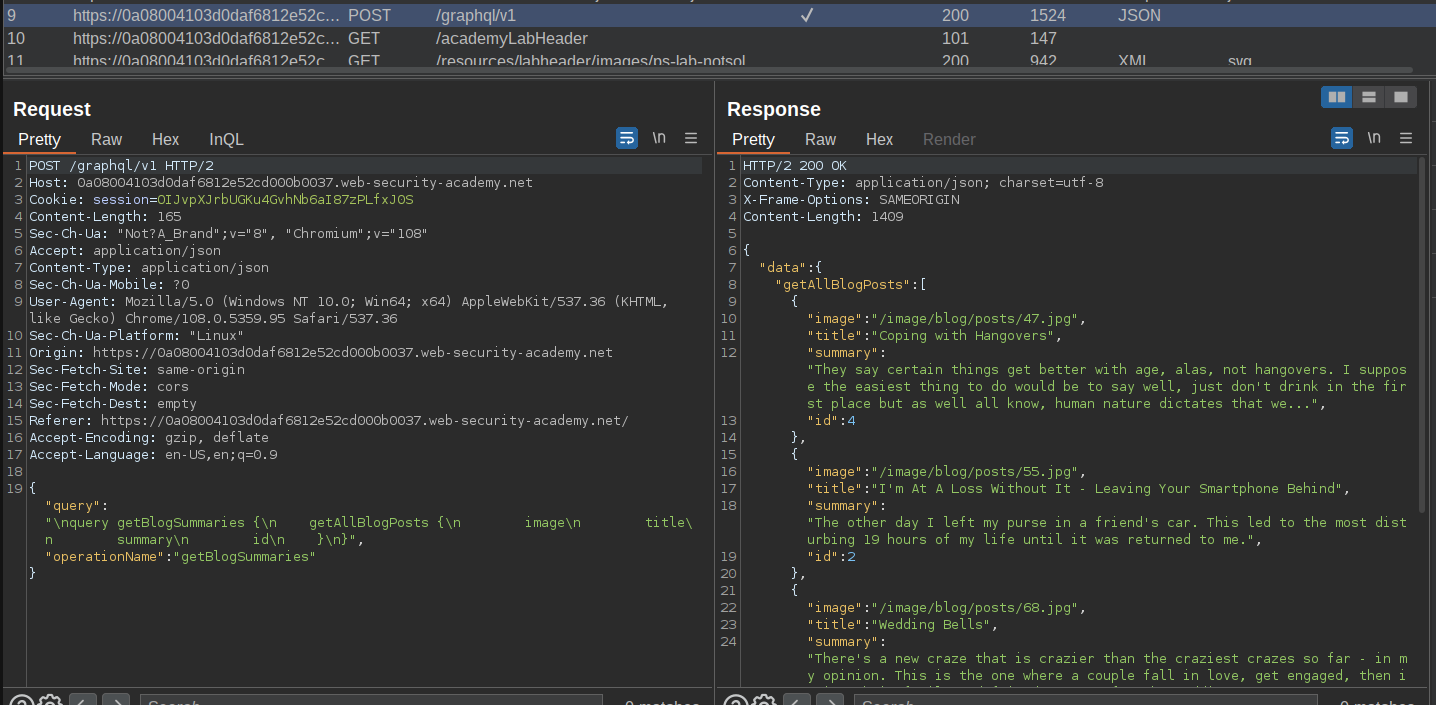 9 https://0a08004103d0daf6812e52c... POST /graphql/v1 ✓ 200 1524 JSON
10 https://0a08004103d0daf6812e52c... GET /academyLabHeader 101 147
11 https://0a08004103d0daf6812e52c GET /resources/labheader/images/ps-lab-notsol 200 942 XML svg
Request
Pretty Raw Hex InQL \n
1 POST /graphql/v1 HTTP/2
2 Host: 0a08004103d0daf6812e52cd000b0037.web-security-academy.net
3 Cookie: session=OIJvpXJrbUGKu4GvhNb6aI87zPLfxJ0S
4 Content-Length: 165
5 Sec-Ch-Ua: "Not?A_Brand";v="8", "Chromium";v="108"
6 Accept: application/json
7 Content-Type: application/json
8 Sec-Ch-Ua-Mobile: ?0
9 User-Agent: Mozilla/5.0 (Windows NT 10.0; Win64; x64) AppleWebKit/537.36 (KHTML,
like Gecko) Chrome/108.0.5359.95 Safari/537.36
10 Sec-Ch-Ua-Platform: "Linux"
11 Origin: https://0a08004103d0daf6812e52cd000b0037.web-security-academy.net
12 Sec-Fetch-Site: same-origin
13 Sec-Fetch-Mode: cors
14 Sec-Fetch-Dest: empty
15 Referer: https://0a08004103d0daf6812e52cd000b0037.web-security-academy.net/
16 Accept-Encoding: gzip, deflate
17 Accept-Language: en-US,en;q=0.9
18
19 {
"query":
"\nquery getBlogSummaries {\n    getAllBlogPosts {\n        image\n        title\
n        summary\n        id\n    }\n}",
"operationName":"getBlogSummaries"
}
Response
Pretty Raw Hex Render \n
1 HTTP/2 200 OK
2 Content-Type: application/json; charset=utf-8
3 X-Frame-Options: SAMEORIGIN
4 Content-Length: 1409
5
6 {
7 "data":{
8 "getAllBlogPosts":[
9 {
10 "image":"/image/blog/posts/47.jpg",
11 "title":"Coping with Hangovers",
12 "summary":
"They say certain things get better with age, alas, not hangovers. I suppos
e the easiest thing to do would be to say well, just don't drink in the fir
st place but as well all know, human nature dictates that we...",
13 "id":4
14 },
15 {
16 "image":"/image/blog/posts/55.jpg",
17 "title":"I'm At A Loss Without It - Leaving Your Smartphone Behind",
18 "summary":
"The other day I left my purse in a friend's car. This led to the most dist
urbing 19 hours of my life until it was returned to me.",
19 "id":2
20 },
21 {
22 "image":"/image/blog/posts/68.jpg",
23 "title":"Wedding Bells",
24 "summary":
"There's a new craze that is crazier than the craziest crazes so far - in m
y opinion. This is the one where a couple fall in love, get engaged, then i
Search 0 matches
Search 0 matches